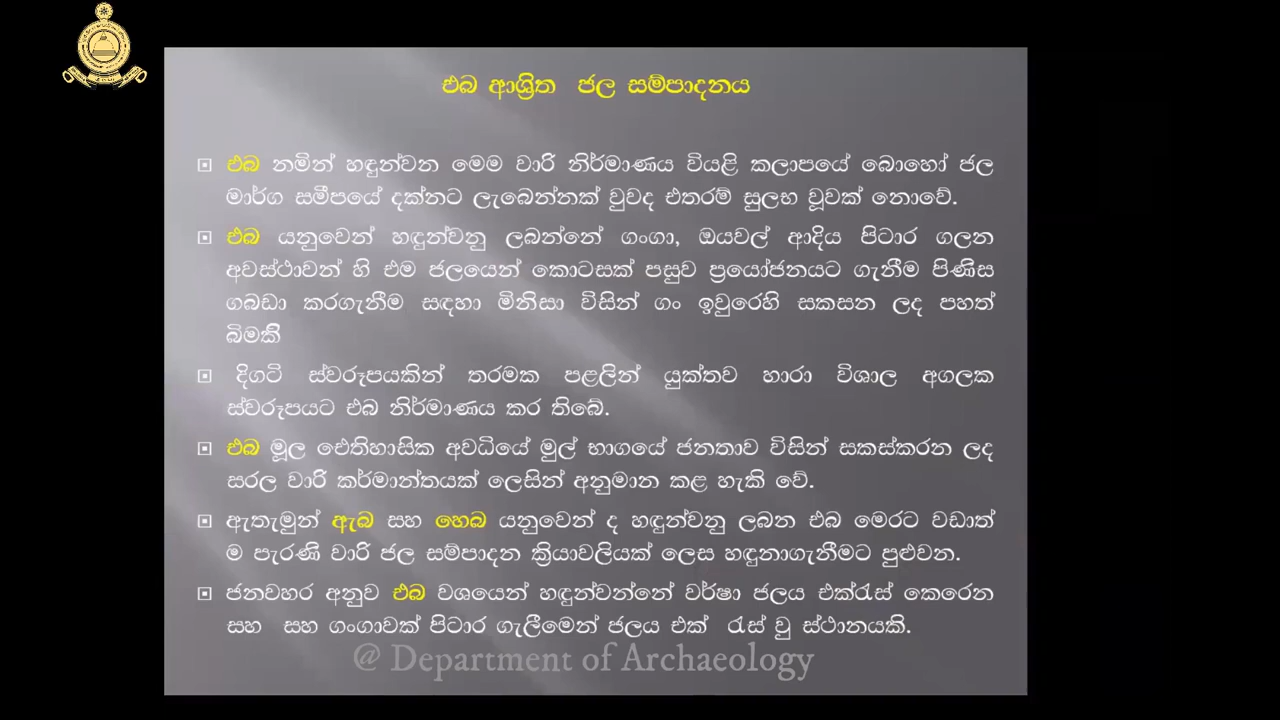 එබ ආශ්‍රිත ජල සම්පාදනය
එබ නමින් හඳුන්වන මෙම වාරි නිර්මාණය වියළි කලාපයේ බොහෝ ජල
මාර්ග සමීපයේ දක්නට ලැබෙන්නක් වුවද එතරම් සුලභ වූවක් නොවේ.
එබ යනුවෙන් හඳුන්වනු ලබන්නේ ගංගා, ඔයවල් ආදිය පිටාර ගලන
අවස්ථාවන් හි එම ජලයෙන් කොටසක් පසුව ප්‍රයෝජනයට ගැනීම පිණිස
ගබඩා කරගැනීම සඳහා මිනිසා විසින් ගං ඉවුරෙහි සකසන ලද පහත්
බිමකි
දිගටි ස්වරූපයකින් තරමක පළලින් යුක්තව හාරා විශාල අගලක
ස්වරූපයට එබ නිර්මාණය කර තිබේ.
එබ මූල ඓතිහාසික අවධියේ මුල් භාගයේ ජනතාව විසින් සකස්කරන ලද
සරල වාරි කර්මාන්තයක් ලෙසින් අනුමාන කළ හැකි වේ.
ඇතැමුන් ඇබ සහ හෙබ යනුවෙන් ද හඳුන්වනු ලබන එබ මෙරට වඩාත්
ම පැරණි වාරි ජල සම්පාදන ක්‍රියාවලියක් ලෙස හඳුනාගැනීමට පුළුවන.
ජනවහර අනුව එබ වශයෙන් හඳුන්වන්නේ වර්ෂා ජලය එක්රැස් කෙරෙන
සහ සහ ගංගාවක් පිටාර ගැලීමෙන් ජලය එක් රැස් වු ස්ථානයකි.
@ Department of Archaeology